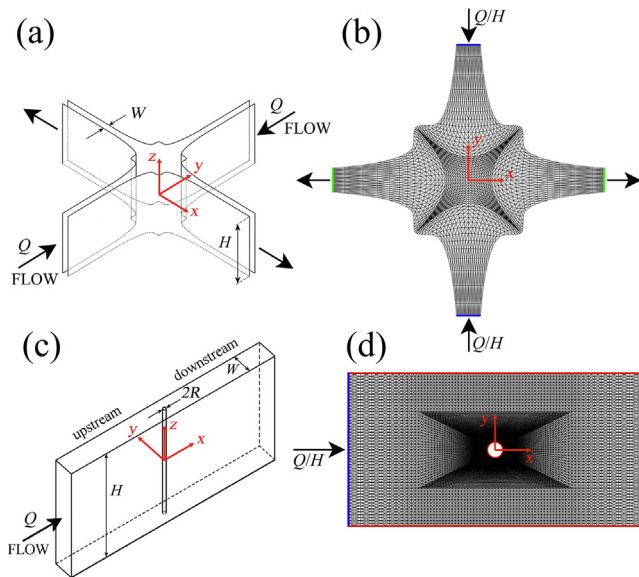 (a)
W
Q
FLOW
z
y
x
H
Q
FLOW
(b)
Q/H
y
x
Q/H
(c)
upstream
downstream
W
2R
y
z
x
H
Q
FLOW
(d)
Q/H
y
x